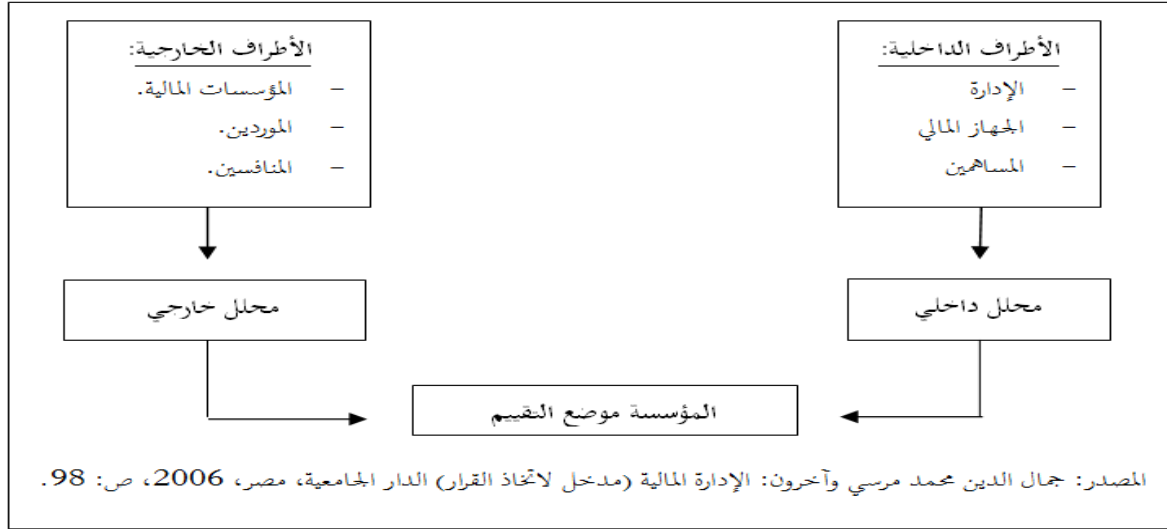 الأطراف الداخلية:
- الإدارة
- الجهاز المالي
- المساهمين
الأطراف الخارجية:
- المؤسسات المالية.
- الموردين.
- المنافسين.
محلل داخلي
محلل خارجي
المؤسسة موضع التقييم
المصدر: جمال الدين محمد مرسي وآخرون: الإدارة المالية (مدخل لاتخاذ القرار) الدار الجامعية، مصر، 2006، ص: 98.